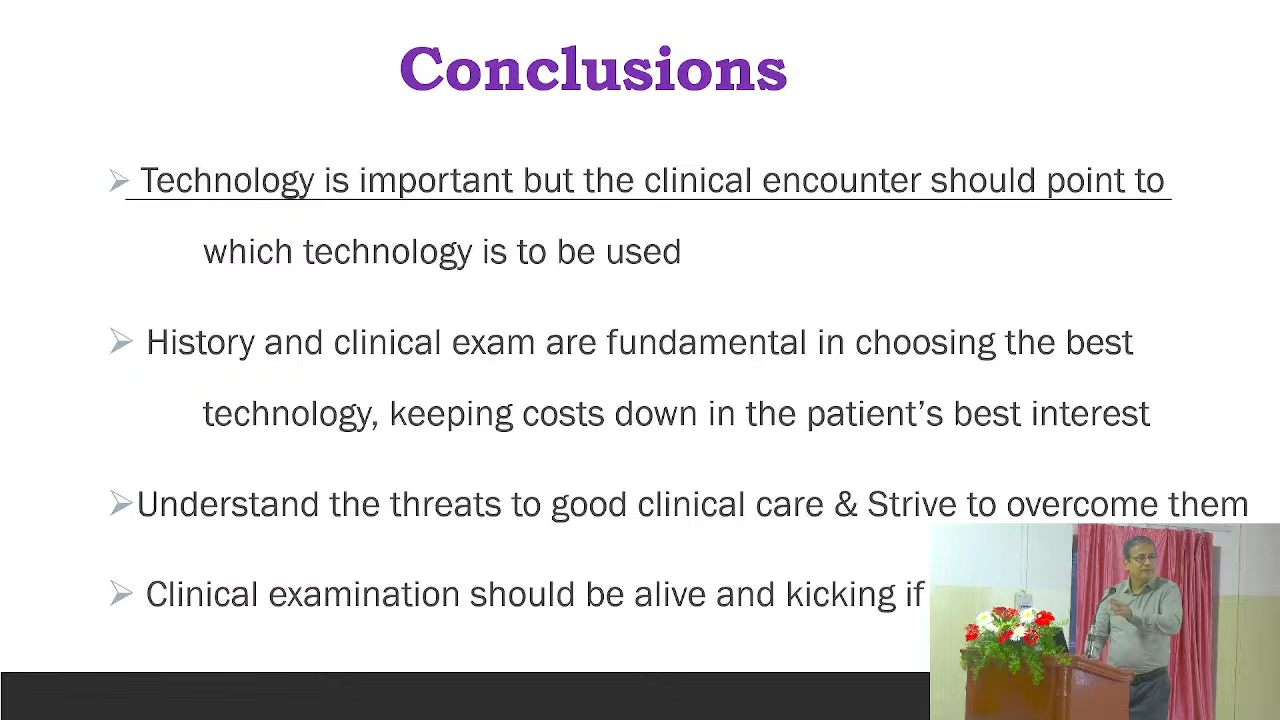 Conclusions
Technology is important but the clinical encounter should point to
which technology is to be used
History and clinical exam are fundamental in choosing the best
technology, keeping costs down in the patient’s best interest
Understand the threats to good clinical care & Strive to overcome them
Clinical examination should be alive and kicking if